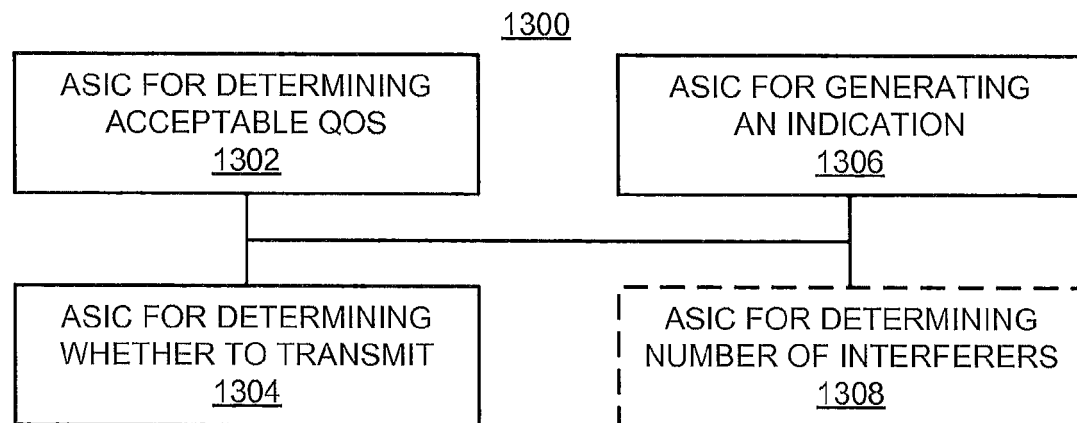 1300
ASIC FOR DETERMINING
ACCEPTABLE QOS
1302
ASIC FOR GENERATING
AN INDICATION
1306
ASIC FOR DETERMINING
WHETHER TO TRANSMIT
1304
ASIC FOR DETERMINING
NUMBER OF INTERFERERS
1308